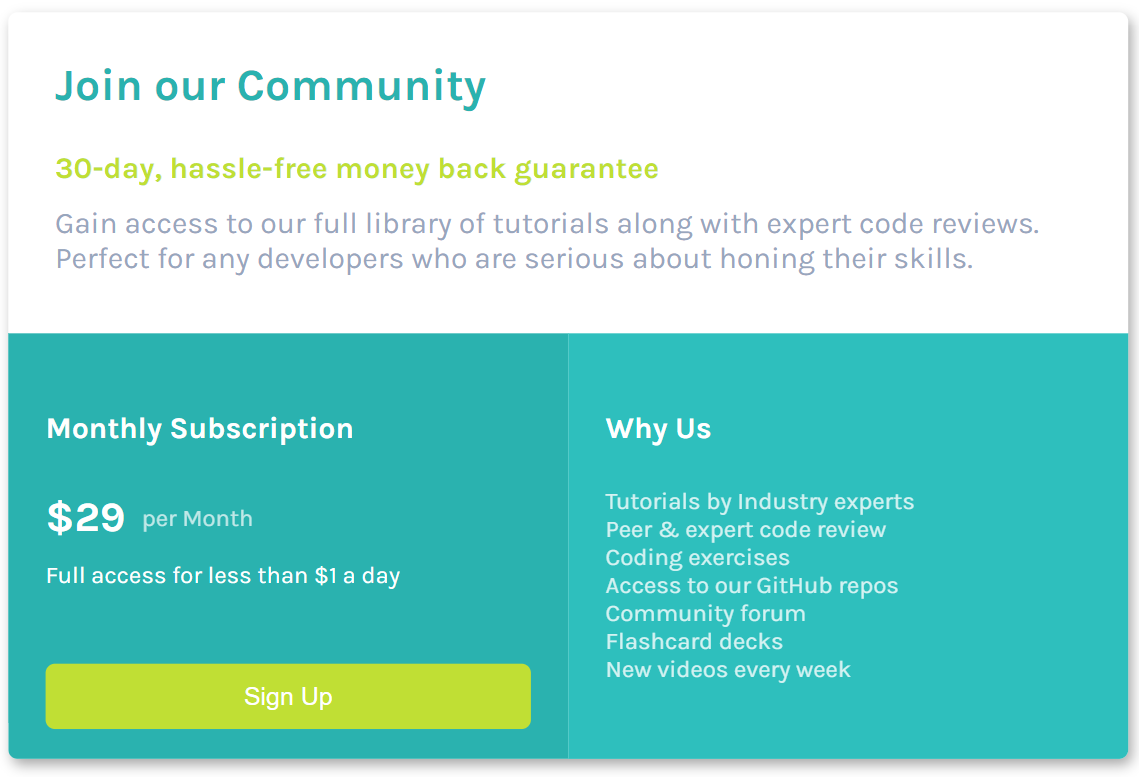 Join our Community
30-day, hassle-free money back guarantee
Gain access to our full library of tutorials along with expert code reviews.
Perfect for any developers who are serious about honing their skills.
Monthly Subscription
$29 per Month
Full access for less than $1 a day
Sign Up
Why Us
Tutorials by Industry experts
Peer & expert code review
Coding exercises
Access to our GitHub repos
Community forum
Flashcard decks
New videos every week